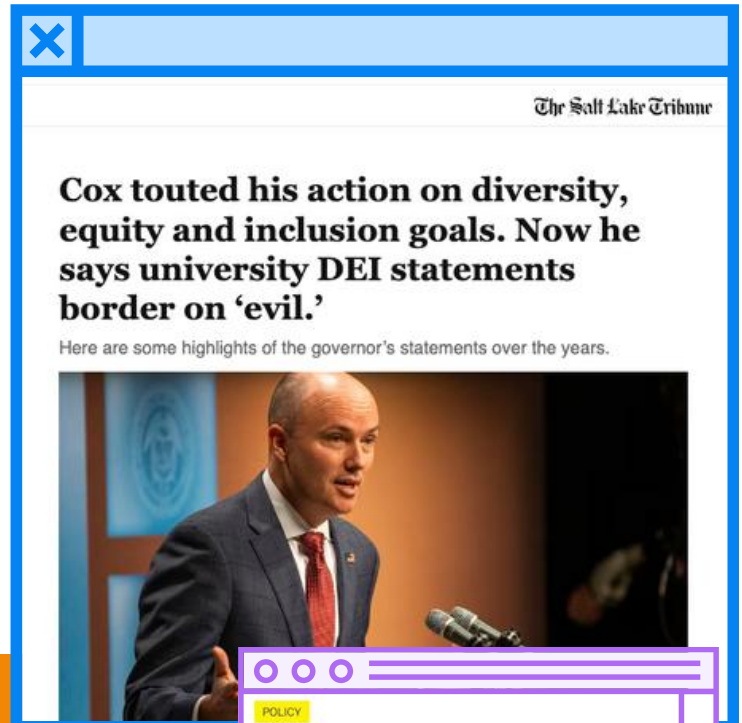 The Salt Lake Tribune
Cox touted his action on diversity,
equity and inclusion goals. Now he
says university DEI statements
border on ‘evil.’
Here are some highlights of the governor’s statements over the years.
POLICY